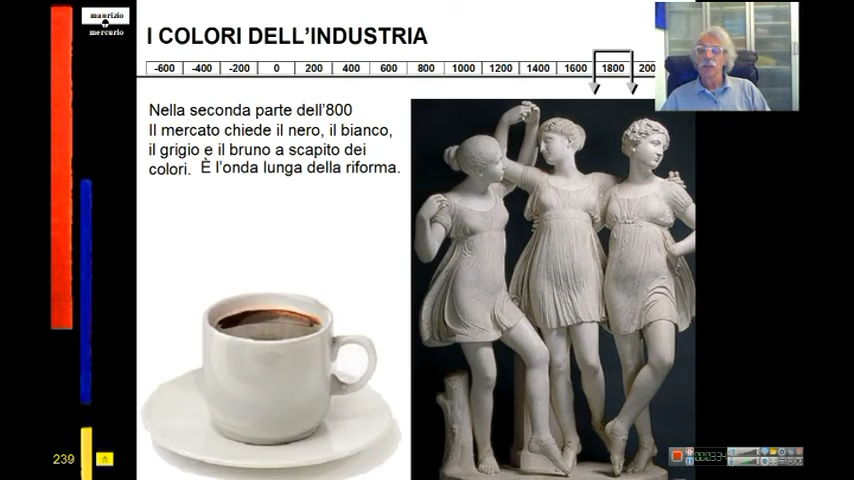 maurizio
mercurio
I COLORI DELL'INDUSTRIA
-600 -400 -200 0 200 400 600 800 1000 1200 1400 1600 1800
Nella seconda parte dell'800
Il mercato chiede il nero, il bianco,
il grigio e il bruno a scapito dei
colori. È l'onda lunga della riforma.
239